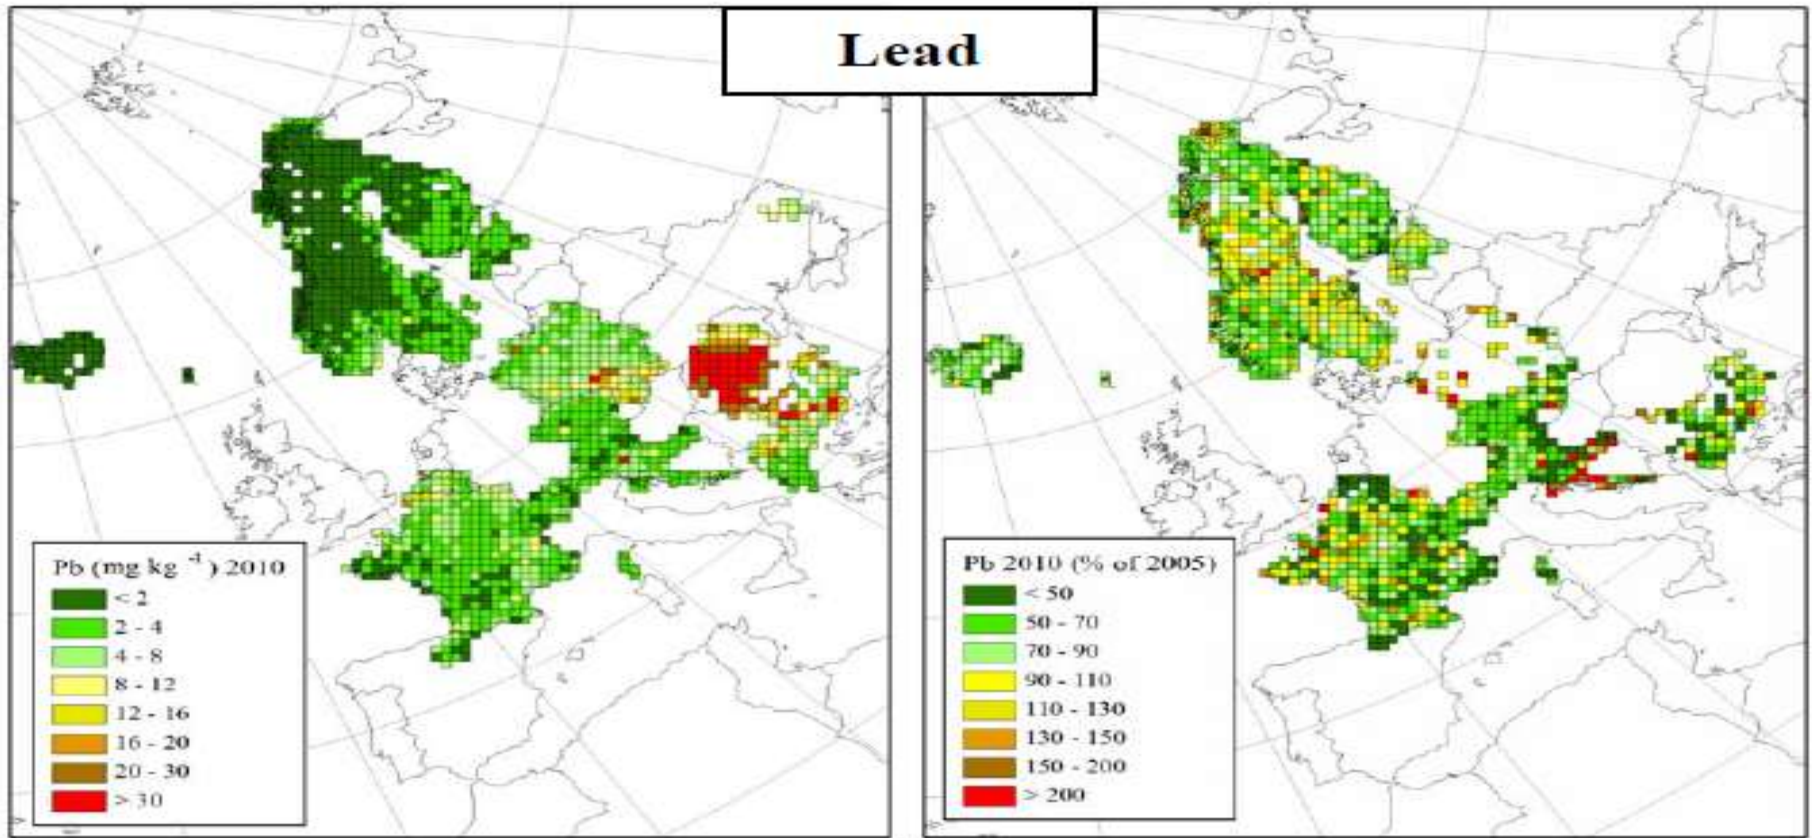 Lead
Pb (mg kg ⁻¹) 2010
< 2
2 - 4
4 - 8
8 - 12
12 - 16
16 - 20
20 - 30
> 30
Pb 2010 (% of 2005)
< 50
50 - 70
70 - 90
90 - 110
110 - 130
130 - 150
150 - 200
> 200